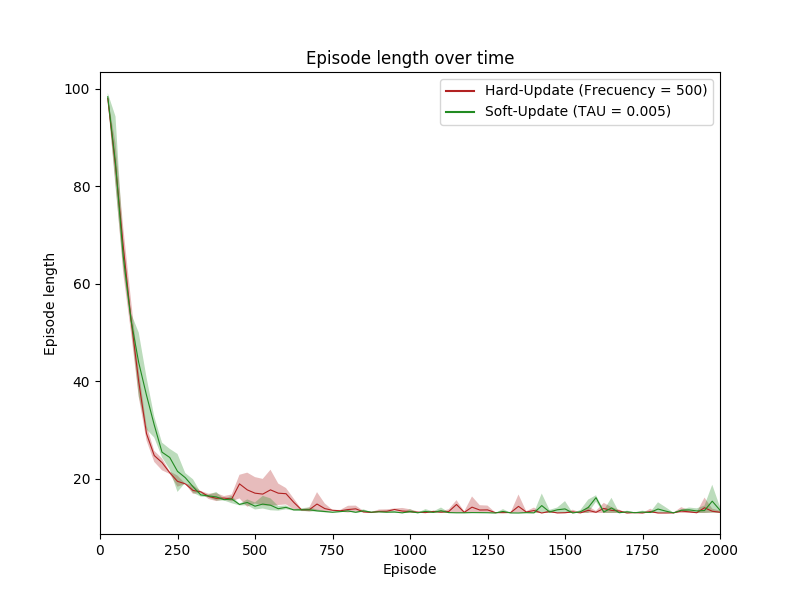 Episode length over time
Hard-Update (Frecuency = 500)
Soft-Update (TAU = 0.005)
Episode length
100
80
60
40
20
0
250
500
750
1000
1250
1500
1750
2000
Episode